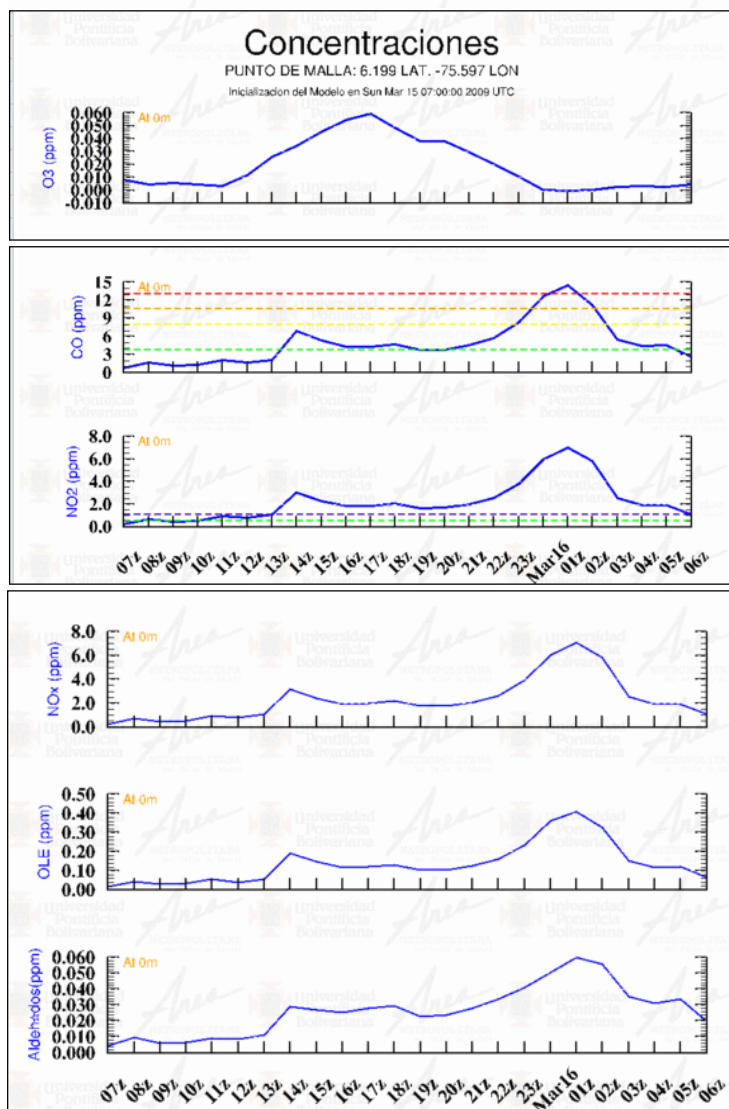 Concentraciones
PUNTO DE MALLA: 6.199 LAT. -75.597 LON
Inicializacion del Modelo en Sun Mar 15 07:00:00 2009 UTC
At 0m
O3 (ppm)
0.060
0.050
0.040
0.030
0.020
0.010
0.000
-0.010
At 0m
CO (ppm)
15
12
9
6
3
0
At 0m
NO2 (ppm)
8.0
6.0
4.0
2.0
0.0
07z 08z 09z 10z 11z 12z 13z 14z 15z 16z 17z 18z 19z 20z 21z 22z 23z Mar16 01z 02z 03z 04z 05z 06z
At 0m
NOx (ppm)
8.0
6.0
4.0
2.0
0.0
At 0m
OLE (ppm)
0.50
0.40
0.30
0.20
0.10
0.00
At 0m
Aldehidos(ppm)
0.060
0.050
0.040
0.030
0.020
0.010
0.000
07z 08z 09z 10z 11z 12z 13z 14z 15z 16z 17z 18z 19z 20z 21z 22z 23z Mar16 01z 02z 03z 04z 05z 06z
Universidad
Pontificia
Bolivariana
Area
METROPOLITANA